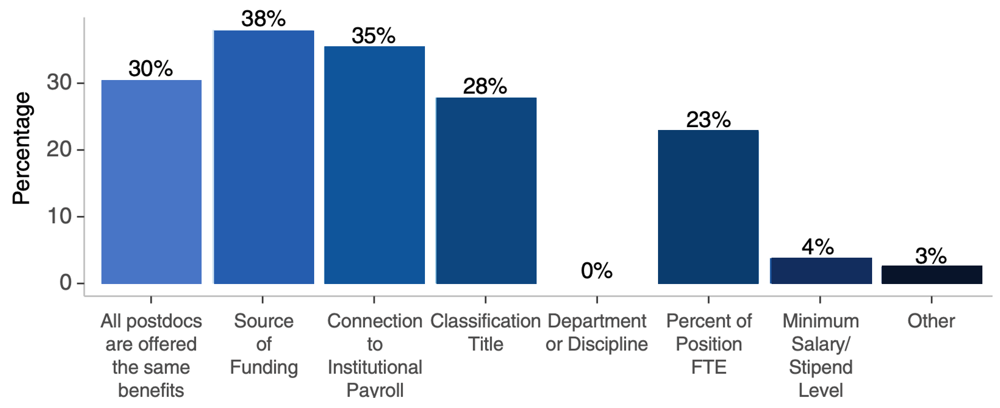 38%
35%
30%
28%
23%
0%
4%
3%
Percentage
30
20
10
0
All postdocs
are offered
the same
benefits
Source
of
Funding
Connection
to
Institutional
Payroll
Classification
Title
Department
or Discipline
Percent of
Position
FTE
Minimum
Salary/
Stipend
Level
Other